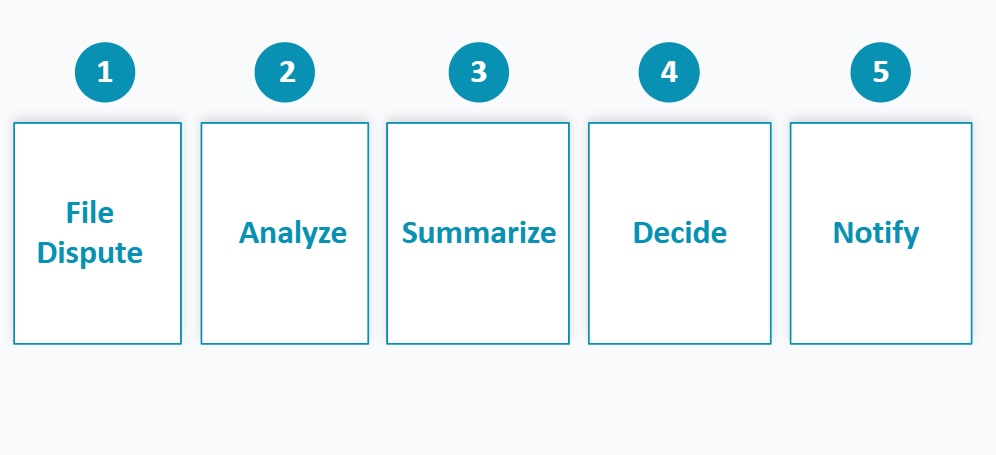 1
2
3
4
5
File
Dispute
Analyze
Summarize
Decide
Notify